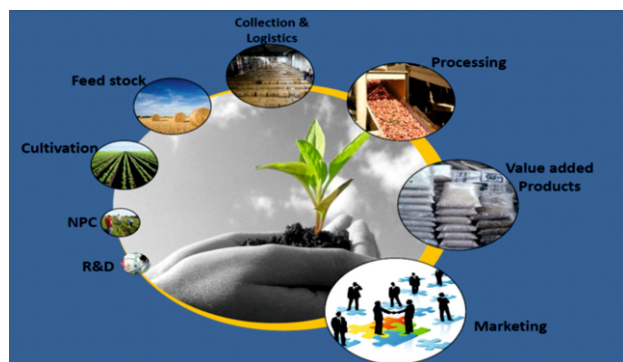 Collection &
Logistics
Processing
Feed stock
Cultivation
Value added
Products
NPC
R&D
Marketing